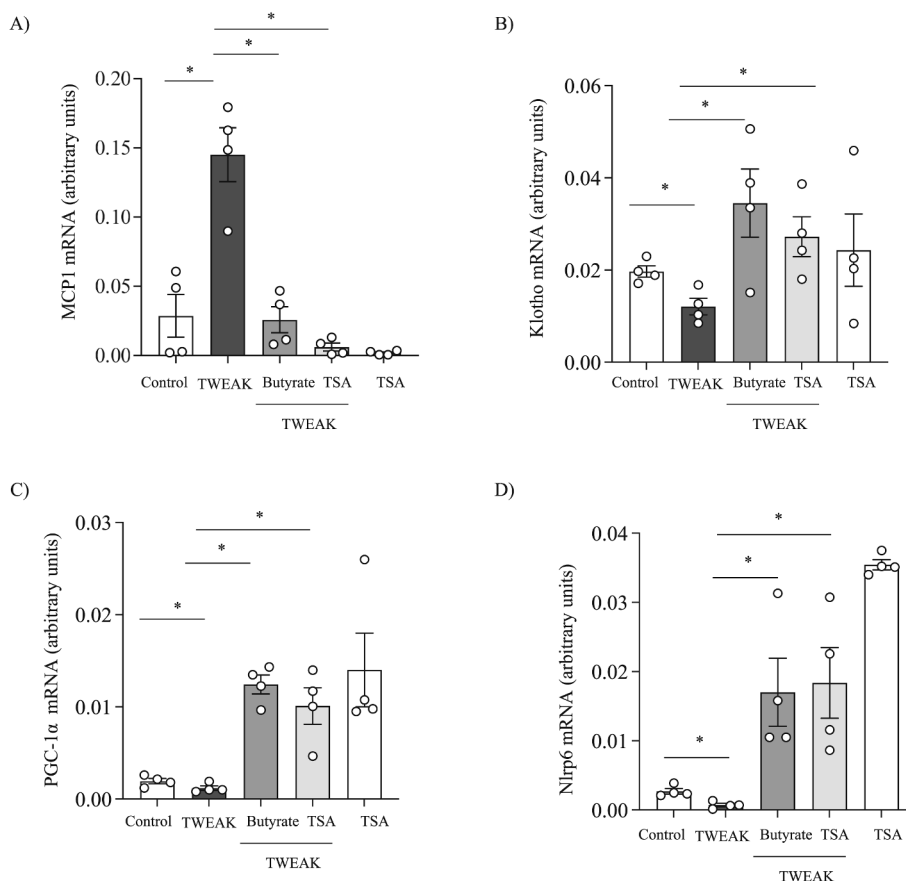 A)
*
*
*
MCP1 mRNA (arbitrary units)
0.20
0.15
0.10
0.05
0.00
Control TWEAK Butyrate TSA TSA
TWEAK
B)
*
*
*
Klotho mRNA (arbitrary units)
0.06
0.04
0.02
0.00
Control TWEAK Butyrate TSA TSA
TWEAK
C)
*
*
*
PGC-1α mRNA (arbitrary units)
0.03
0.02
0.01
0.00
Control TWEAK Butyrate TSA TSA
TWEAK
D)
*
*
*
Nlrp6 mRNA (arbitrary units)
0.04
0.03
0.02
0.01
0.00
Control TWEAK Butyrate TSA TSA
TWEAK